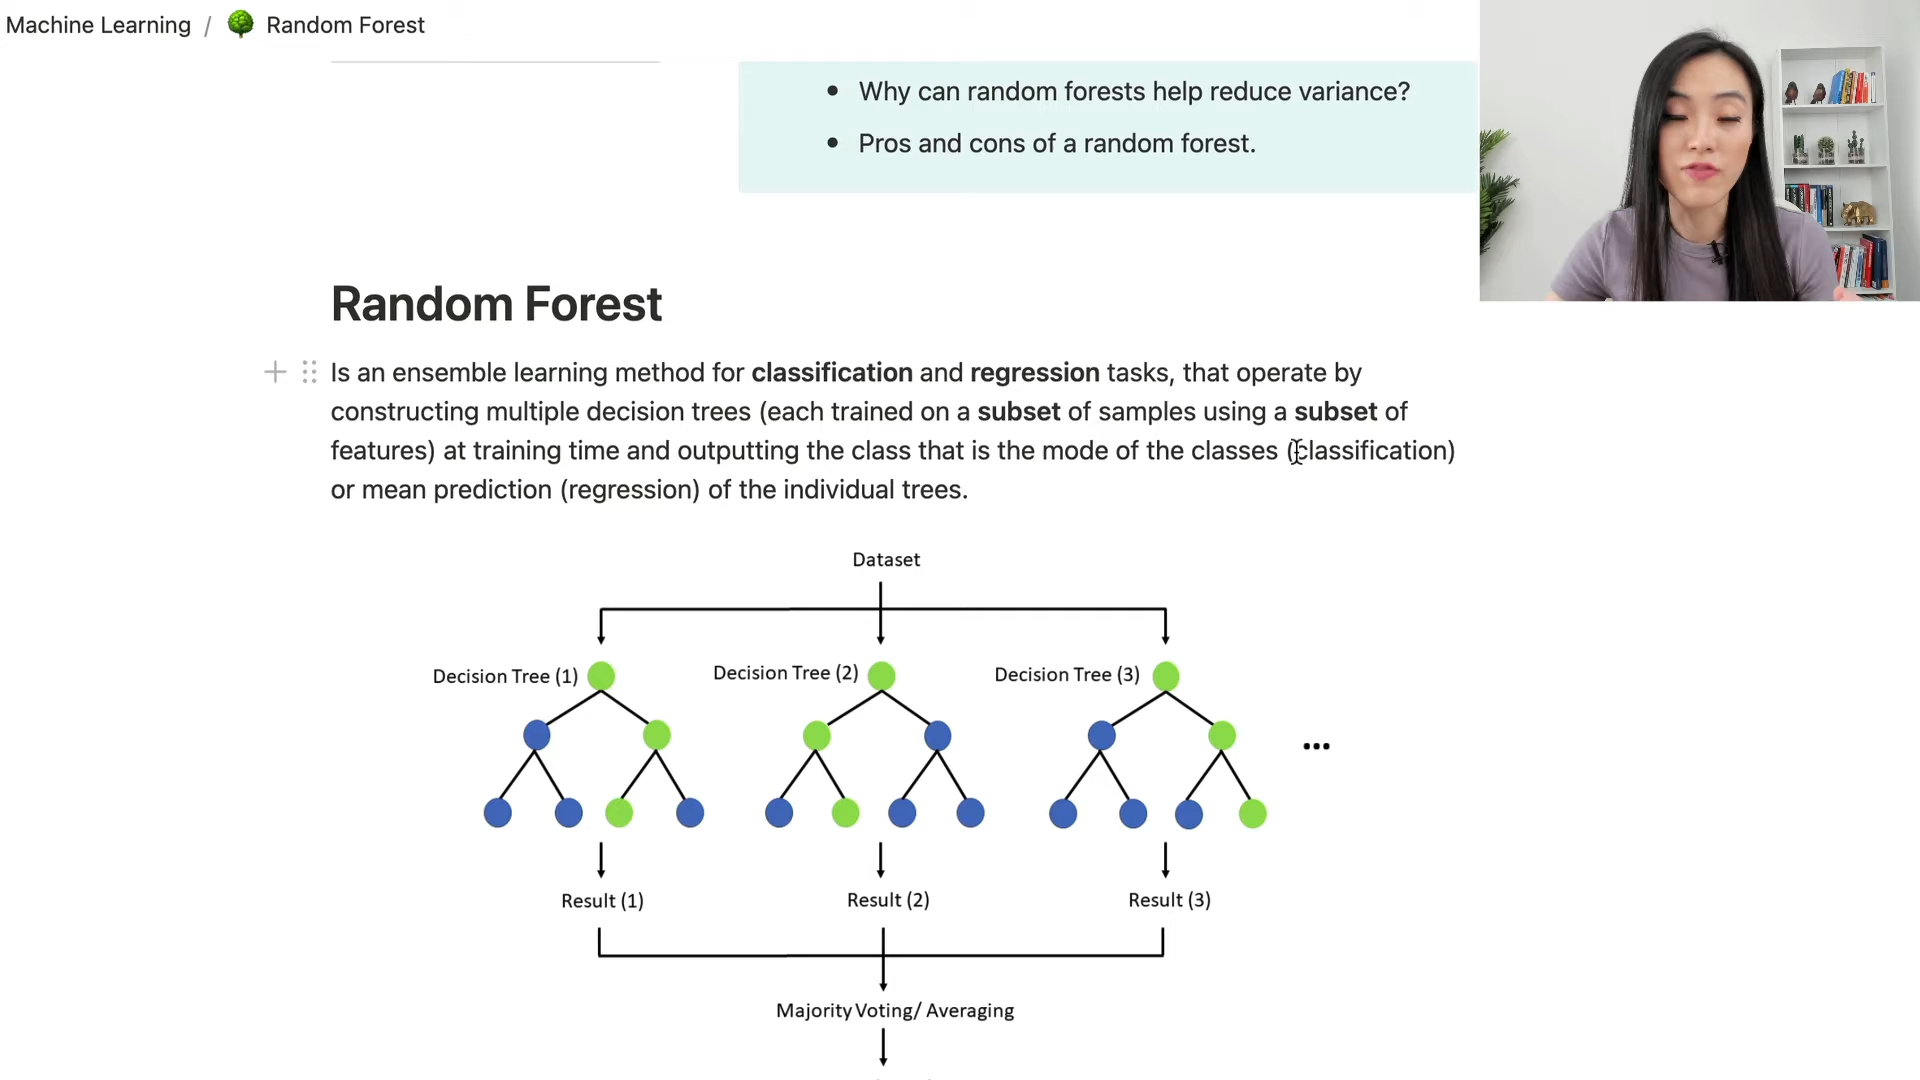 Machine Learning / Random Forest
• Why can random forests help reduce variance?
• Pros and cons of a random forest.
Random Forest
Is an ensemble learning method for classification and regression tasks, that operate by
constructing multiple decision trees (each trained on a subset of samples using a subset of
features) at training time and outputting the class that is the mode of the classes (classification)
or mean prediction (regression) of the individual trees.
Dataset
Decision Tree (1) Decision Tree (2) Decision Tree (3)
...
Result (1) Result (2) Result (3)
Majority Voting/ Averaging